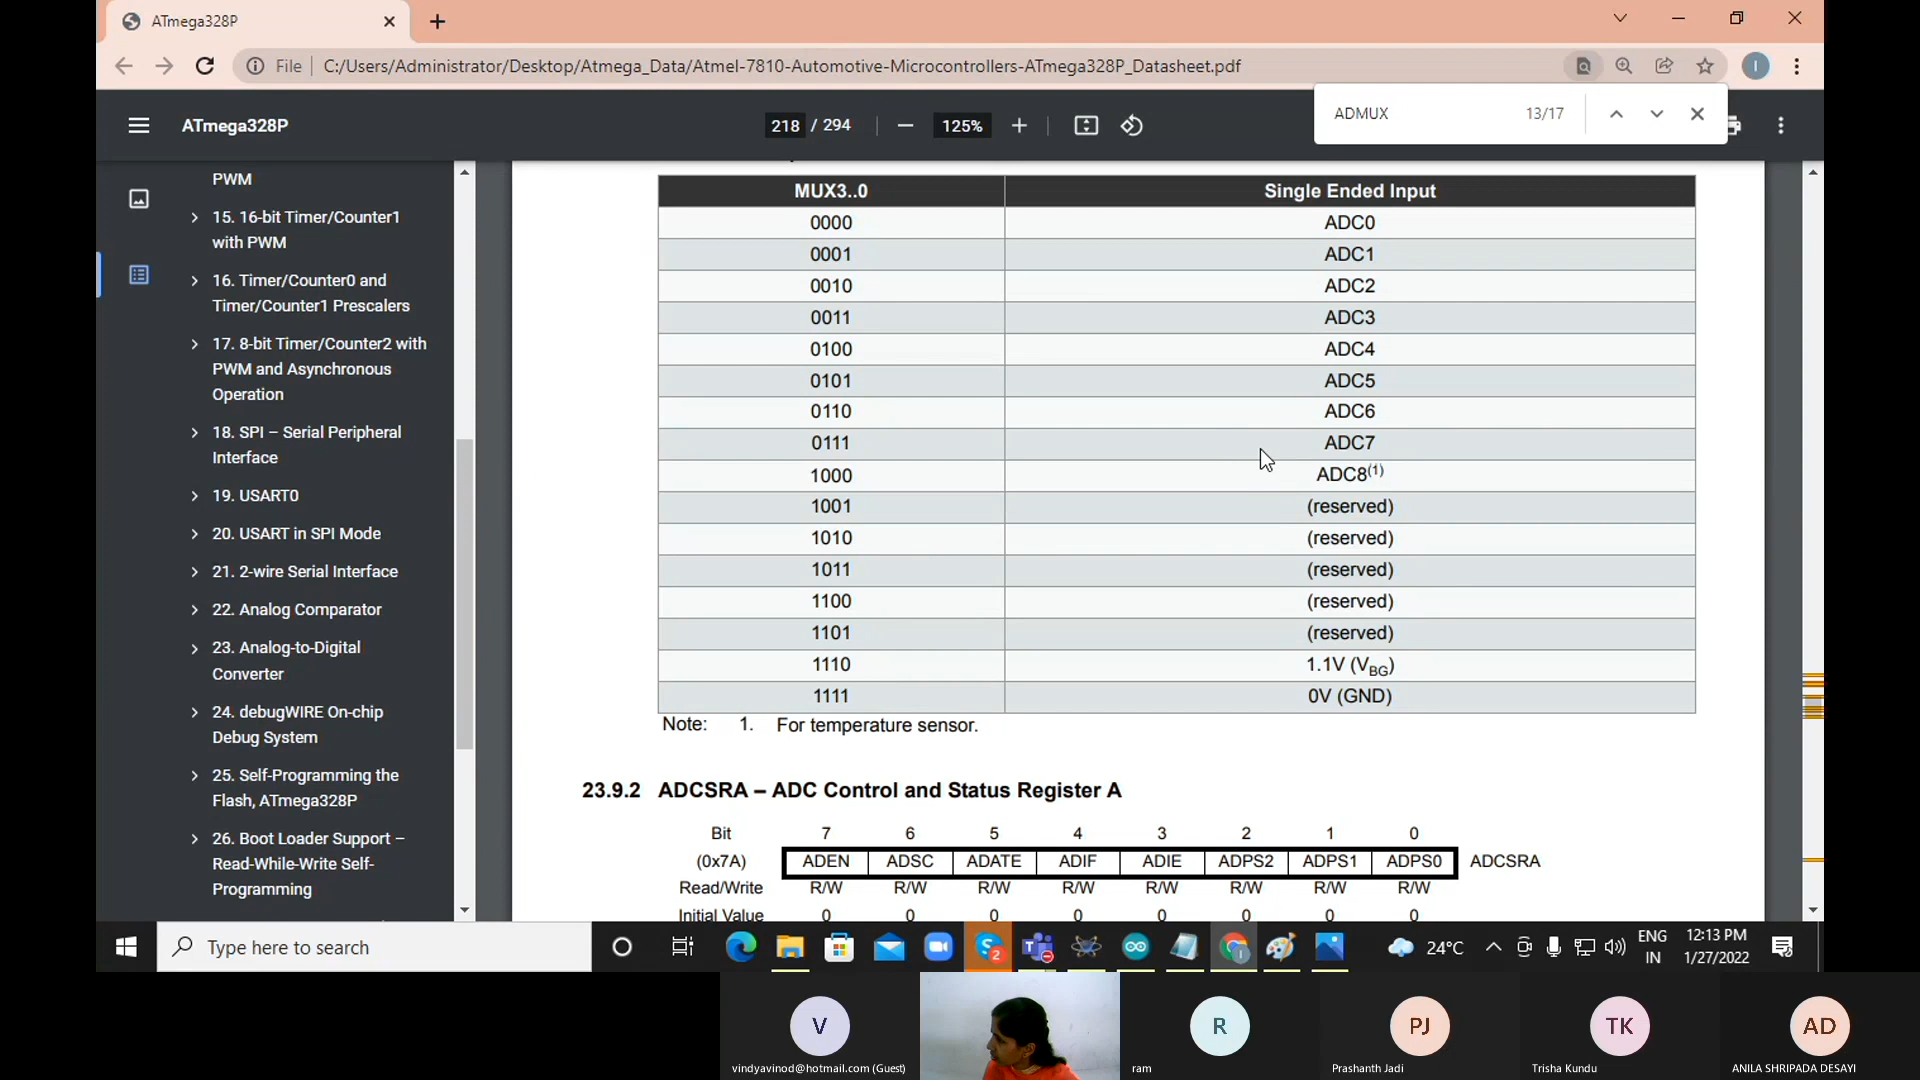 ATmega328P
File
C:/Users/Administrator/Desktop/Atmega_Data/Atmel-7810-Automotive-Microcontrollers-ATmega328P_Datasheet.pdf
I
ATmega328P
218 / 294
125%
ADMUX
13/17
PWM
15. 16-bit Timer/Counter1
with PWM
16. Timer/Counter0 and
Timer/Counter1 Prescalers
17. 8-bit Timer/Counter2 with
PWM and Asynchronous
Operation
18. SPI – Serial Peripheral
Interface
19. USART0
20. USART in SPI Mode
21. 2-wire Serial Interface
22. Analog Comparator
23. Analog-to-Digital
Converter
24. debugWIRE On-chip
Debug System
25. Self-Programming the
Flash, ATmega328P
26. Boot Loader Support –
Read-While-Write Self-
Programming
MUX3..0 Single Ended Input
0000 ADC0
0001 ADC1
0010 ADC2
0011 ADC3
0100 ADC4
0101 ADC5
0110 ADC6
0111 ADC7
1000 ADC8(1)
1001 (reserved)
1010 (reserved)
1011 (reserved)
1100 (reserved)
1101 (reserved)
1110 1.1V (VBG)
1111 0V (GND)
Note: 1. For temperature sensor.
23.9.2 ADCSRA – ADC Control and Status Register A
Bit 7 6 5 4 3 2 1 0
(0x7A) ADEN ADSC ADATE ADIF ADIE ADPS2 ADPS1 ADPS0 ADCSRA
Read/Write R/W R/W R/W R/W R/W R/W R/W R/W
Initial Value 0 0 0 0 0 0 0 0
Type here to search
2
24°C
ENG
IN
12:13 PM
1/27/2022
V
R
PJ
TK
AD
vindyavinod@hotmail.com (Guest)
ram
Prashanth Jadi
Trisha Kundu
ANILA SHRIPADA DESAYI